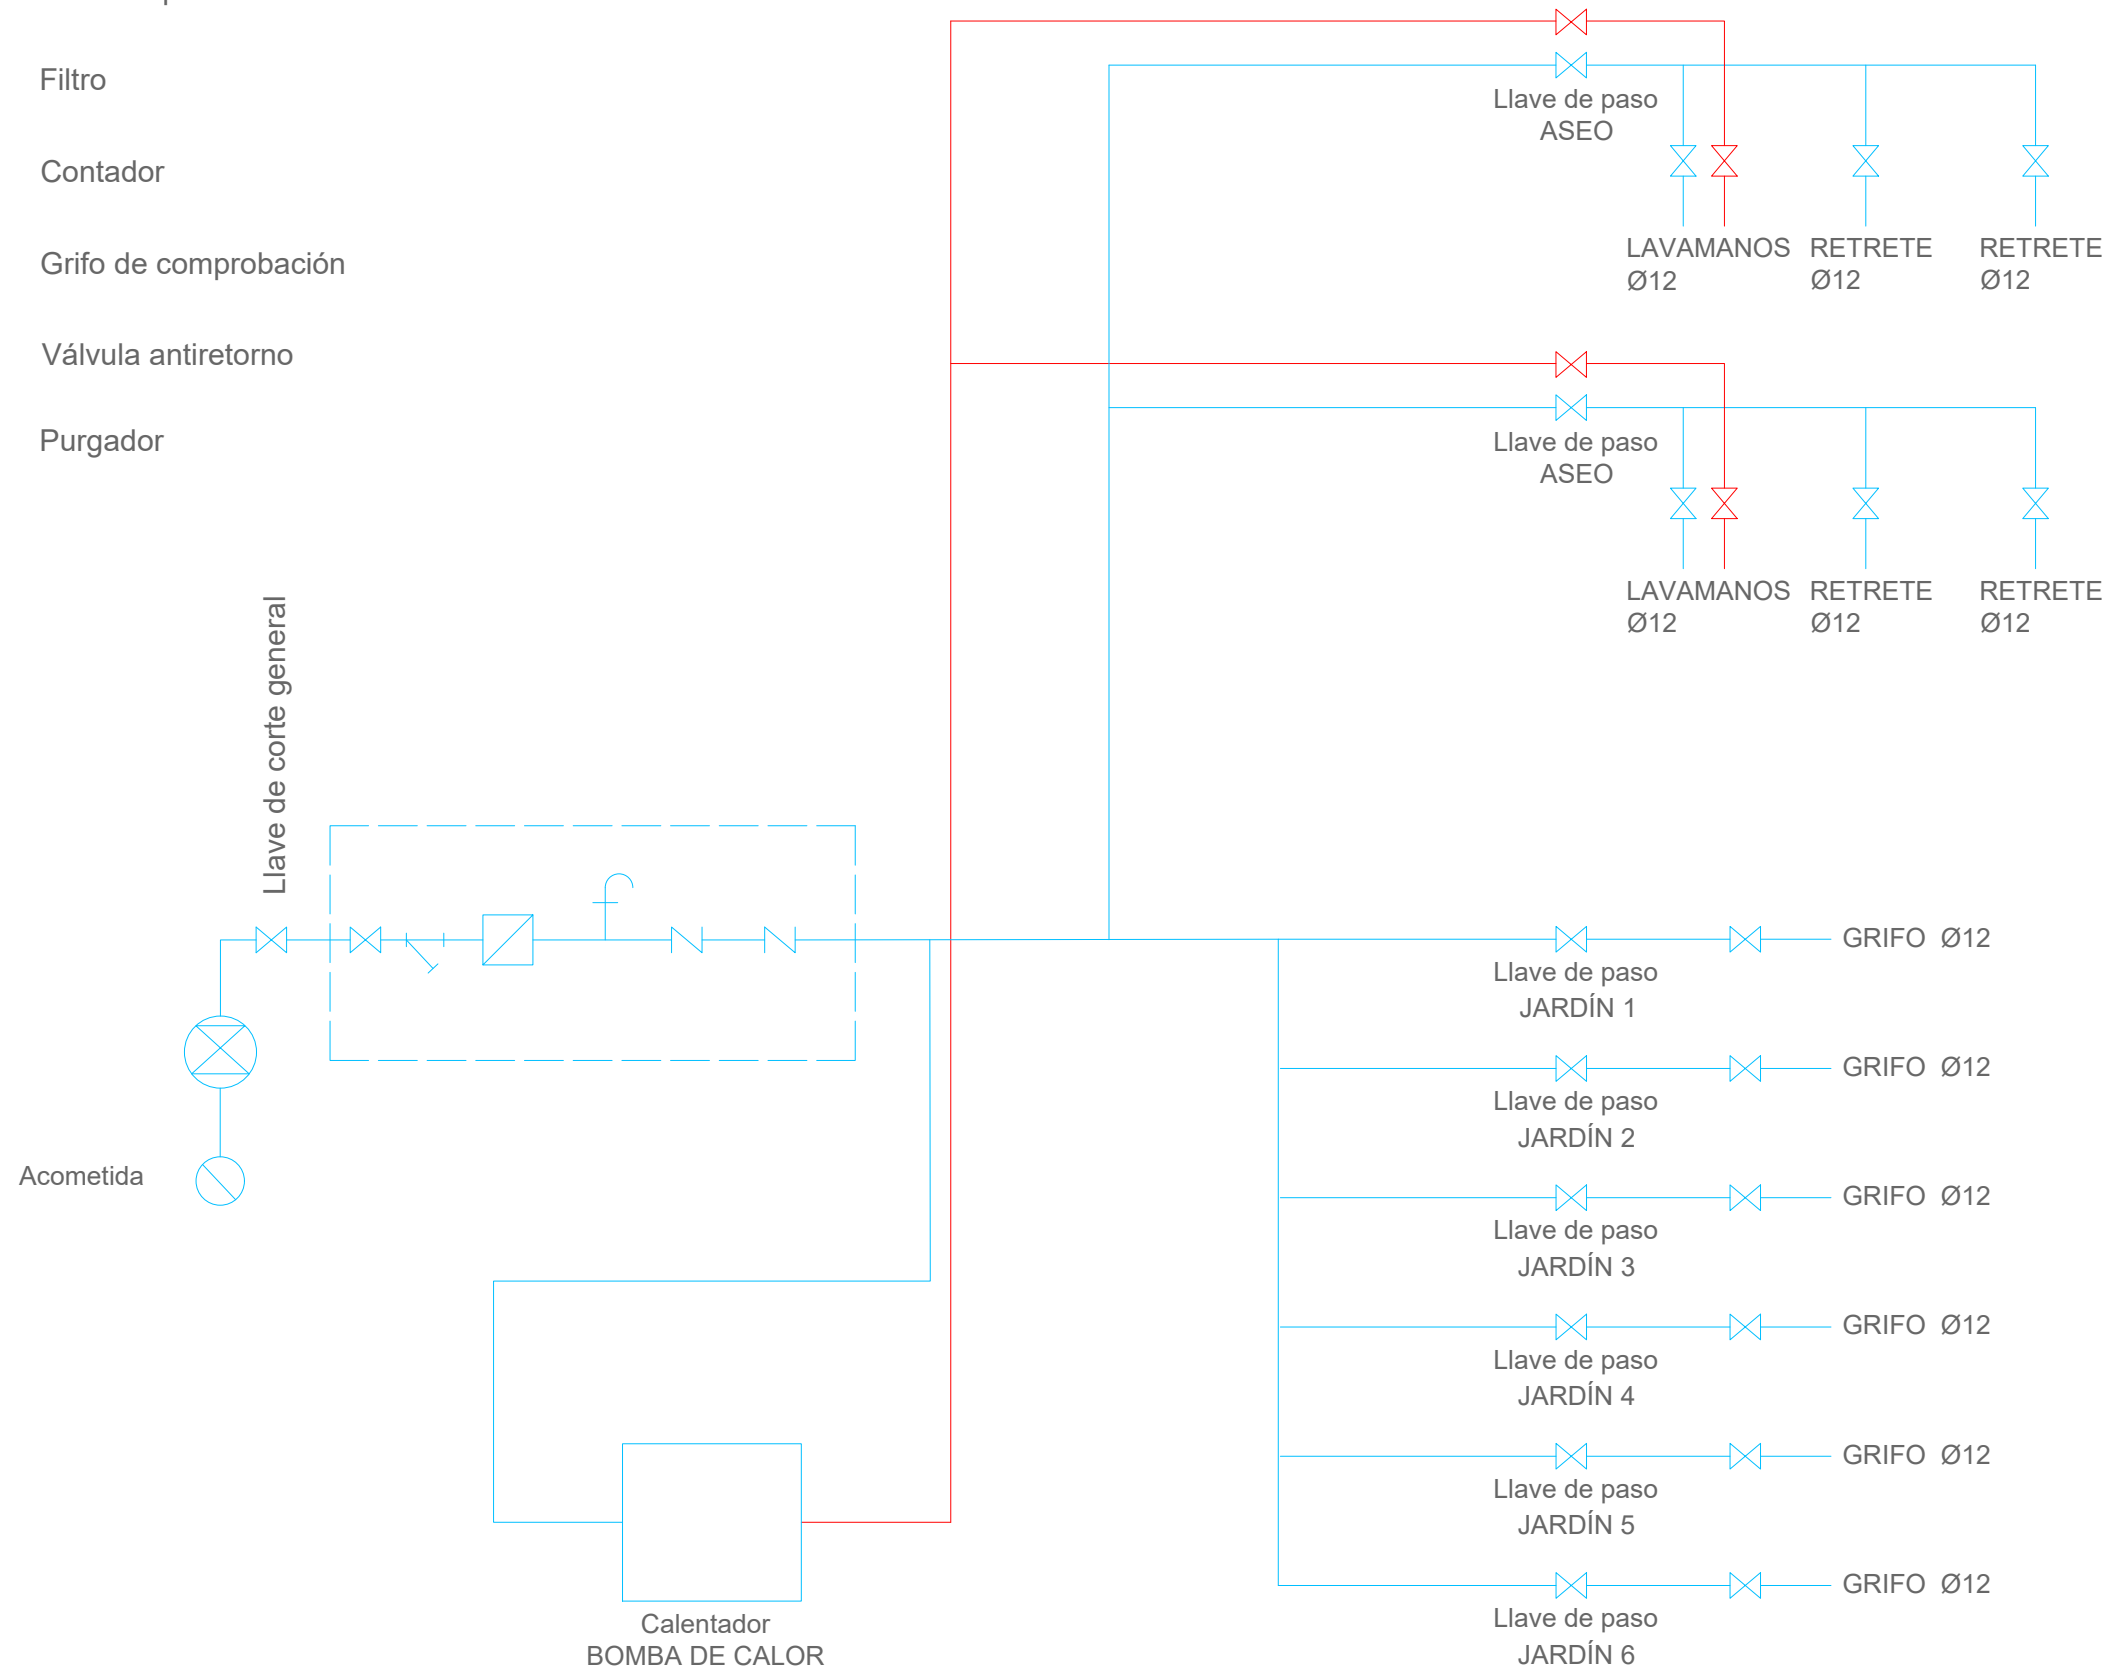 Filtro
Contador
Grifo de comprobación
Válvula antiretorno
Purgador
Llave de paso
ASEO
LAVAMANOS
Ø12
RETRETE
Ø12
RETRETE
Ø12
Llave de paso
ASEO
LAVAMANOS
Ø12
RETRETE
Ø12
RETRETE
Ø12
Llave de corte general
Acometida
Calentador
BOMBA DE CALOR
GRIFO Ø12
Llave de paso
JARDÍN 1
GRIFO Ø12
Llave de paso
JARDÍN 2
GRIFO Ø12
Llave de paso
JARDÍN 3
GRIFO Ø12
Llave de paso
JARDÍN 4
GRIFO Ø12
Llave de paso
JARDÍN 5
GRIFO Ø12
Llave de paso
JARDÍN 6